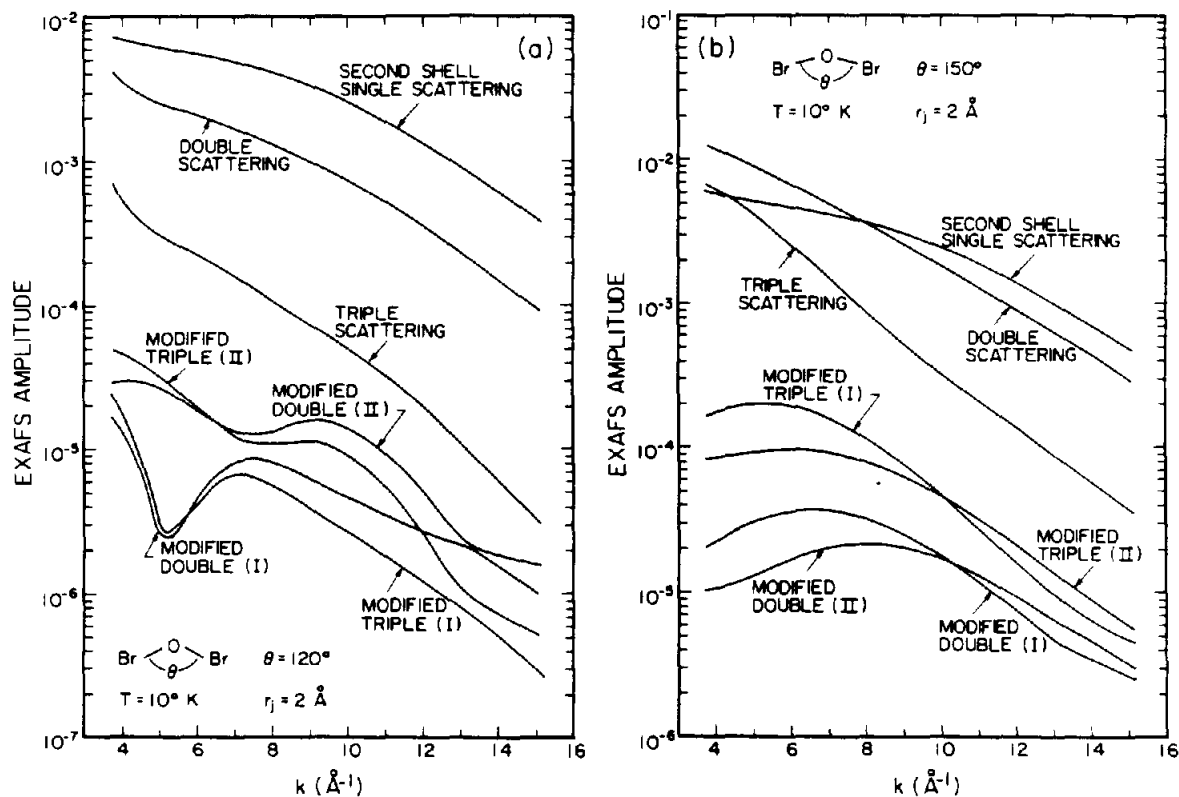 (a)
SECOND SHELL
SINGLE SCATTERING
DOUBLE
SCATTERING
TRIPLE
SCATTERING
MODIFID
TRIPLE (II)
MODIFIED
DOUBLE (II)
MODIFIED
DOUBLE (I)
MODIFIED
TRIPLE (I)
O
Br θ Br θ = 120°
T = 10° K rj = 2 Å
EXAFS AMPLITUDE
10-2
10-3
10-4
10-5
10-6
10-7
4 6 8 10 12 14 16
k (Å-1)
(b)
O
Br θ Br θ = 150°
T = 10° K rj = 2 Å
SECOND SHELL
SINGLE SCATTERING
TRIPLE
SCATTERING
DOUBLE
SCATTERING
MODIFIED
TRIPLE (I)
MODIFIED
TRIPLE (II)
MODIFIED
DOUBLE (II)
MODIFIED
DOUBLE (I)
EXAFS AMPLITUDE
10-1
10-2
10-3
10-4
10-5
10-6
4 6 8 10 12 14 16
k (Å-1)